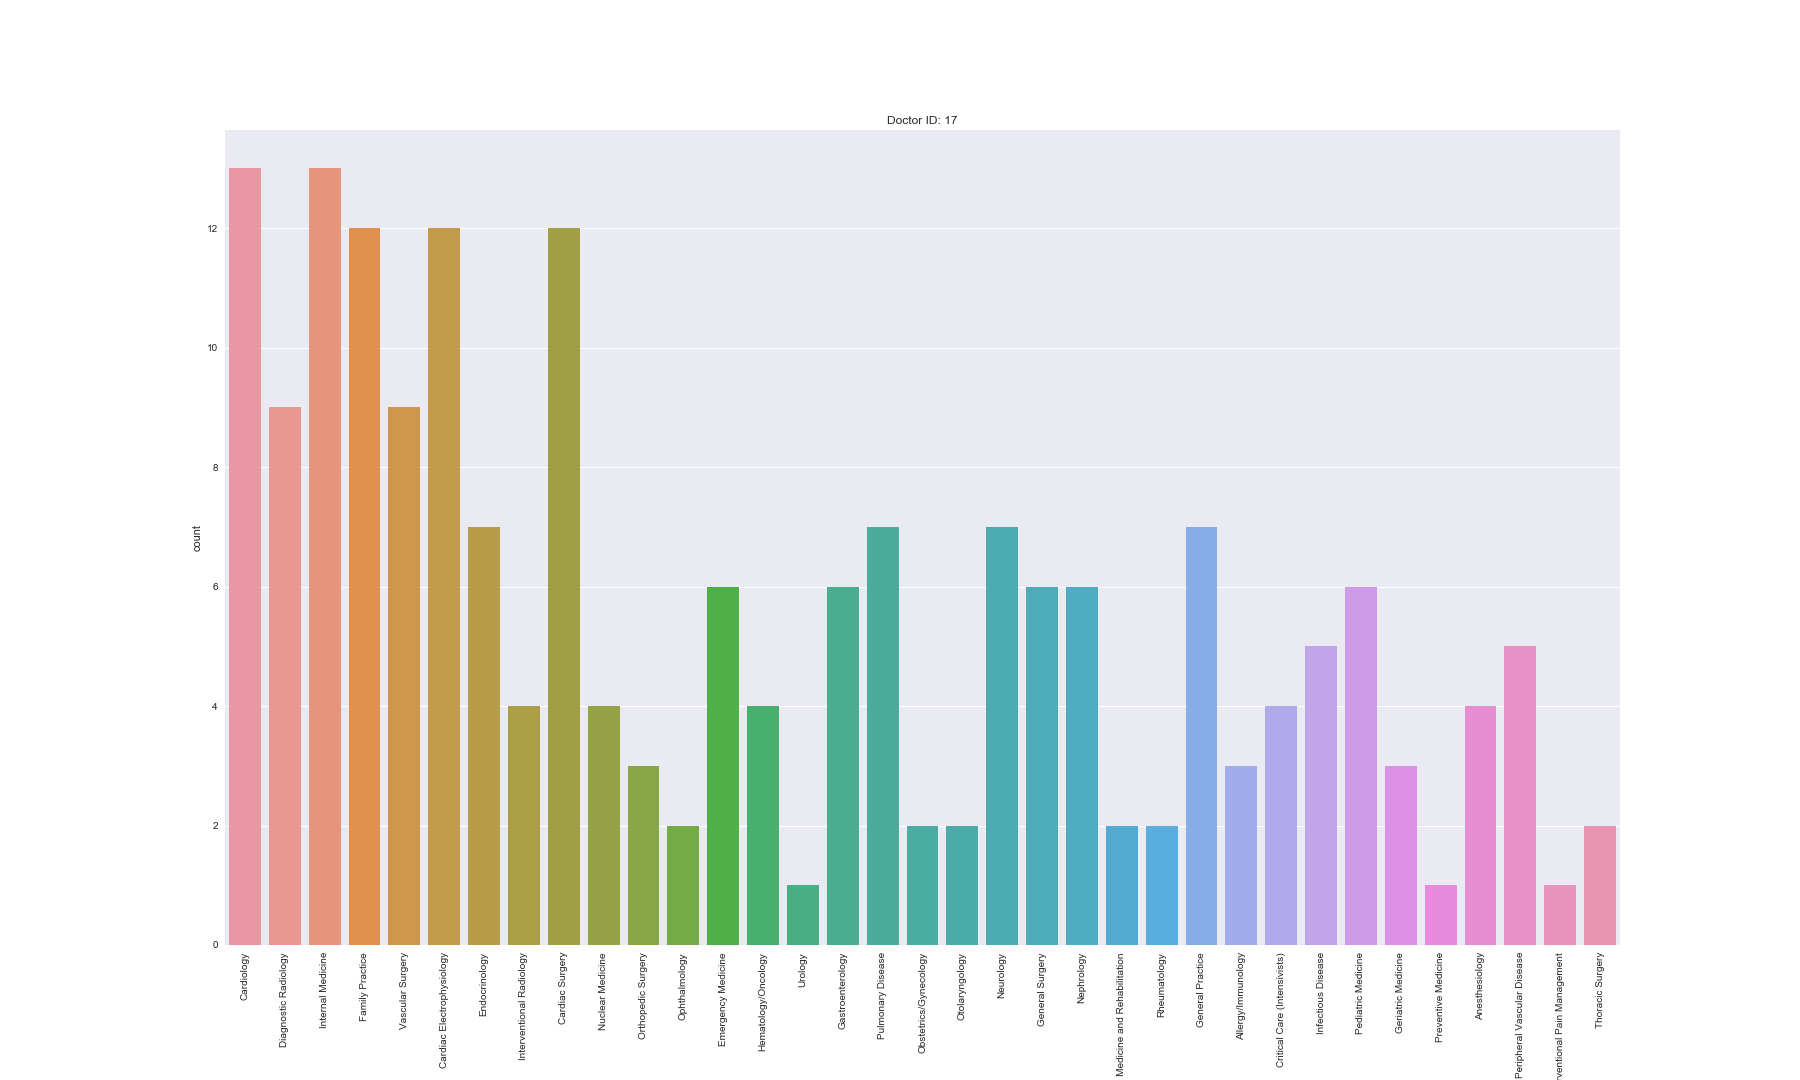 Doctor ID: 17
12
10
8
6
4
2
0
count
Cardiology
Diagnostic Radiology
Internal Medicine
Family Practice
Vascular Surgery
Cardiac Electrophysiology
Endocrinology
Interventional Radiology
Cardiac Surgery
Nuclear Medicine
Orthopedic Surgery
Ophthalmology
Emergency Medicine
Hematology/Oncology
Urology
Gastroenterology
Pulmonary Disease
Obstetrics/Gynecology
Otolaryngology
Neurology
General Surgery
Nephrology
Medicine and Rehabilitation
Rheumatology
General Practice
Allergy/Immunology
Critical Care (Intensivists)
Infectious Disease
Pediatric Medicine
Geriatric Medicine
Preventive Medicine
Anesthesiology
Peripheral Vascular Disease
Pain Management
Thoracic Surgery